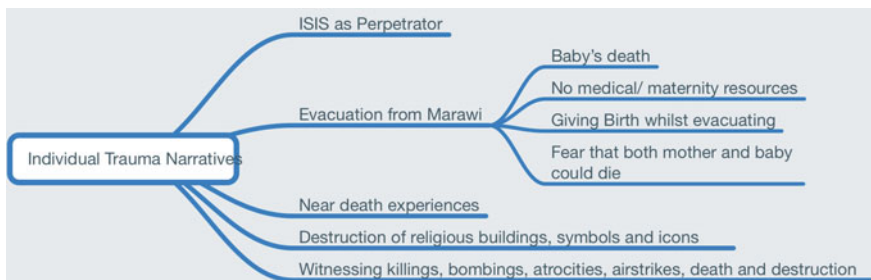 ISIS as Perpetrator
Baby's death
No medical/ maternity resources
Evacuation from Marawi
Giving Birth whilst evacuating
Fear that both mother and baby
could die
Individual Trauma Narratives
Near death experiences
Destruction of religious buildings, symbols and icons
Witnessing killings, bombings, atrocities, airstrikes, death and destruction